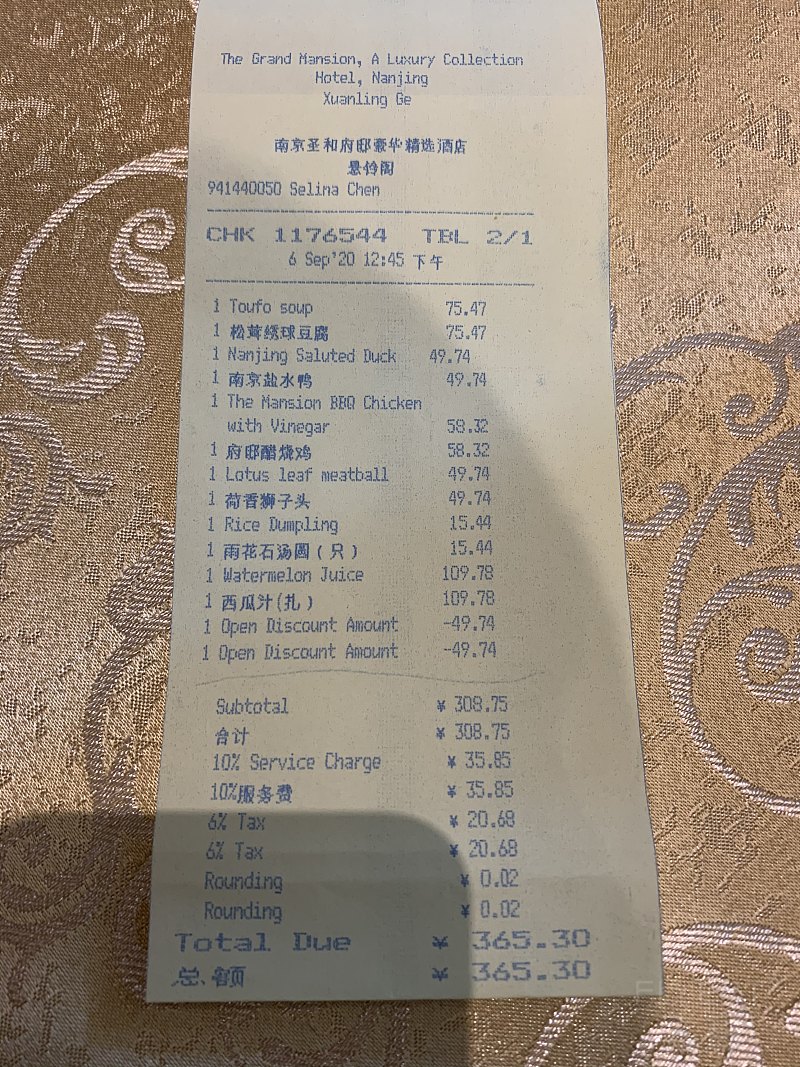 The Grand Mansion, A Luxury Collection
Hotel, Nanjing
Xuanling Ge
南京圣和府邸豪华精选酒店
悬铃阁
941440050 Selina Chen
CHK 1176544 TBL 2/1
6 Sep'20 12:45 下午
1 Toufo soup 75.47
1 松茸绣球豆腐 75.47
1 Nanjing Saluted Duck 49.74
1 南京盐水鸭 49.74
1 The Mansion BBQ Chicken
with Vinegar 58.32
1 府邸醋烧鸡 58.32
1 Lotus leaf meatball 49.74
1 荷香狮子头 49.74
1 Rice Dumpling 15.44
1 雨花石汤圆(只) 15.44
1 Watermelon Juice 109.78
1 西瓜汁(扎) 109.78
1 Open Discount Amount -49.74
1 Open Discount Amount -49.74
Subtotal ¥ 308.75
合计 ¥ 308.75
10% Service Charge ¥ 35.85
10%服务费 ¥ 35.85
6% Tax ¥ 20.68
6% Tax ¥ 20.68
Rounding ¥ 0.02
Rounding ¥ 0.02
Total Due ¥ 365.30
总额 ¥ 365.30